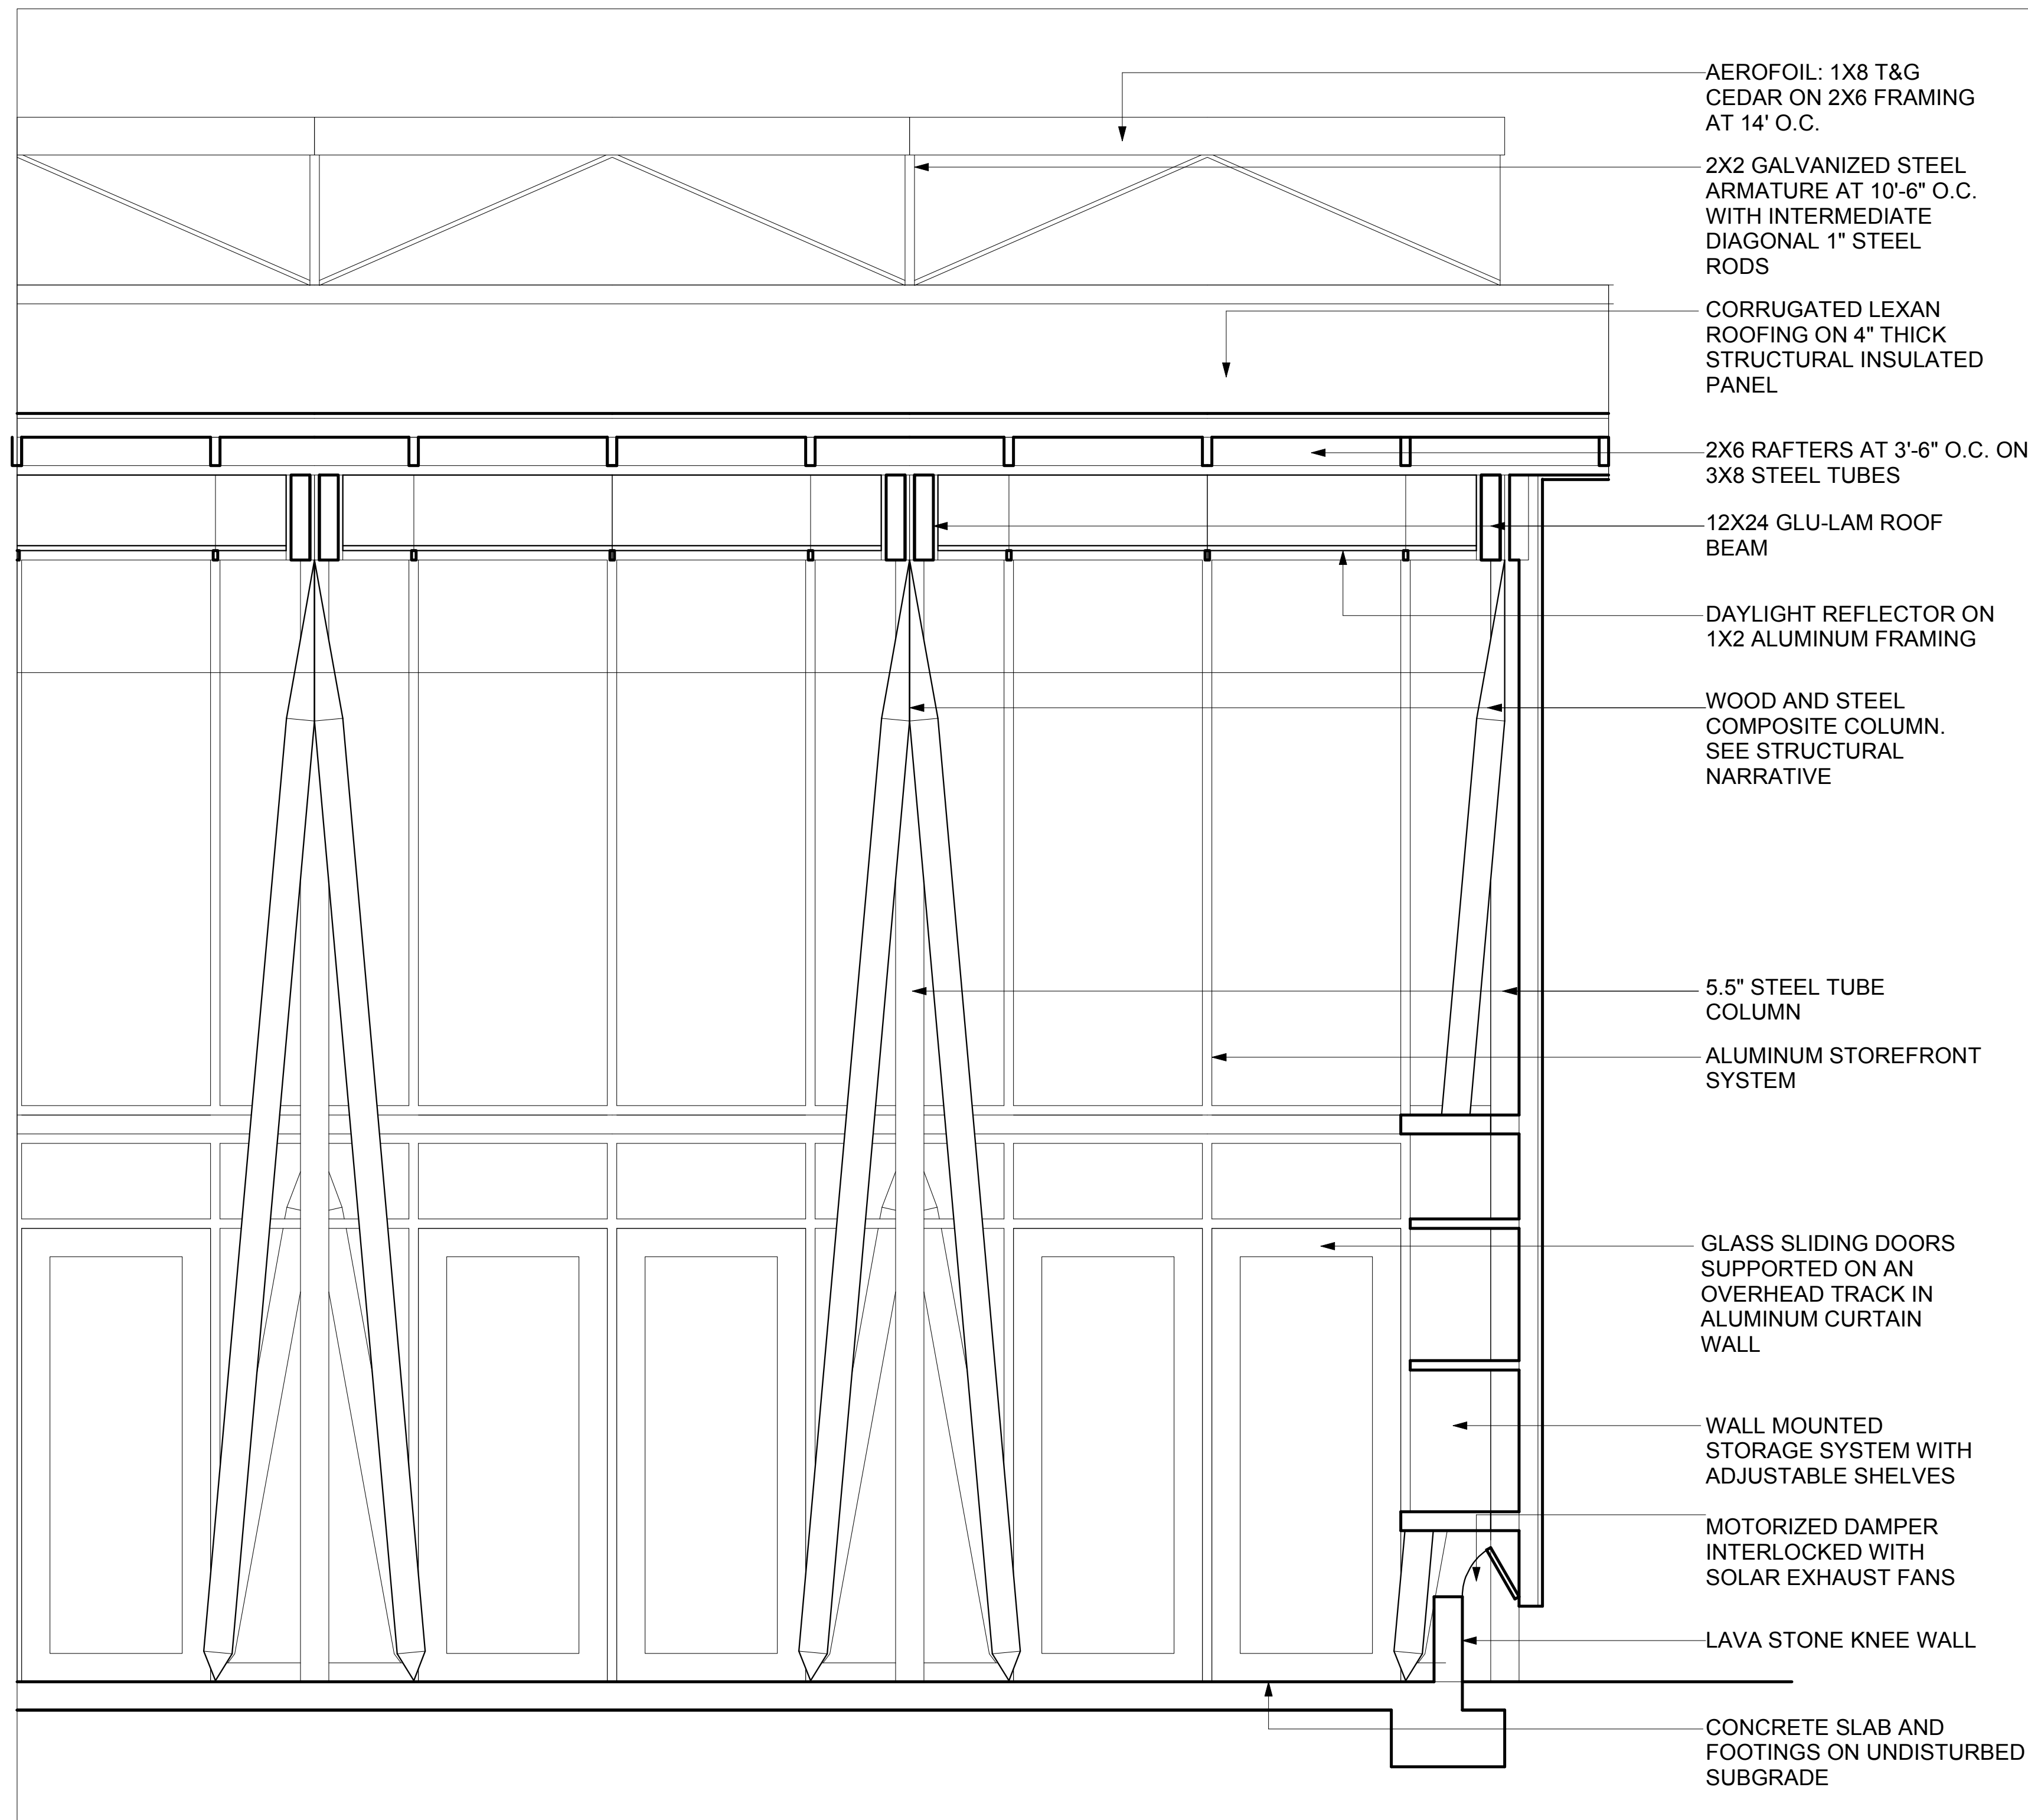 AEROFOIL: 1X8 T&G
CEDAR ON 2X6 FRAMING
AT 14' O.C.
2X2 GALVANIZED STEEL
ARMATURE AT 10'-6" O.C.
WITH INTERMEDIATE
DIAGONAL 1" STEEL
RODS
CORRUGATED LEXAN
ROOFING ON 4" THICK
STRUCTURAL INSULATED
PANEL
2X6 RAFTERS AT 3'-6" O.C. ON
3X8 STEEL TUBES
12X24 GLU-LAM ROOF
BEAM
DAYLIGHT REFLECTOR ON
1X2 ALUMINUM FRAMING
WOOD AND STEEL
COMPOSITE COLUMN.
SEE STRUCTURAL
NARRATIVE
5.5" STEEL TUBE
COLUMN
ALUMINUM STOREFRONT
SYSTEM
GLASS SLIDING DOORS
SUPPORTED ON AN
OVERHEAD TRACK IN
ALUMINUM CURTAIN
WALL
WALL MOUNTED
STORAGE SYSTEM WITH
ADJUSTABLE SHELVES
MOTORIZED DAMPER
INTERLOCKED WITH
SOLAR EXHAUST FANS
LAVA STONE KNEE WALL
CONCRETE SLAB AND
FOOTINGS ON UNDISTURBED
SUBGRADE